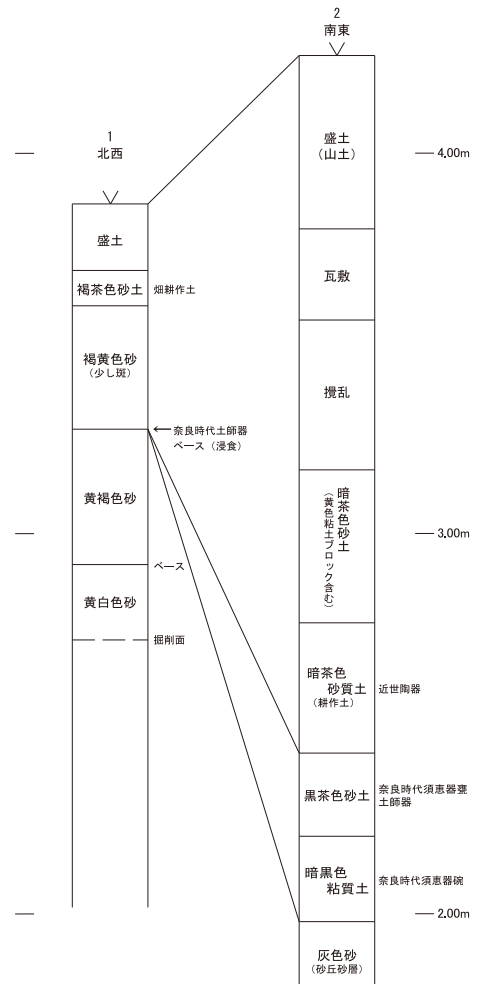 1
北西
盛土
褐茶色砂土
畑耕作土
褐黄色砂
(少し斑)
奈良時代土師器
ベース(浸食)
黄褐色砂
ベース
黄白色砂
掘削面
2
南東
盛土
(山土)
瓦敷
攪乱
暗茶色砂土
(黄色粘土ブロック含む)
暗茶色
砂質土
(耕作土)
近世陶器
黒茶色砂土
奈良時代須恵器甕
土師器
暗黒色
粘質土
奈良時代須恵器碗
灰色砂
(砂丘砂層)
4.00m
3.00m
2.00m